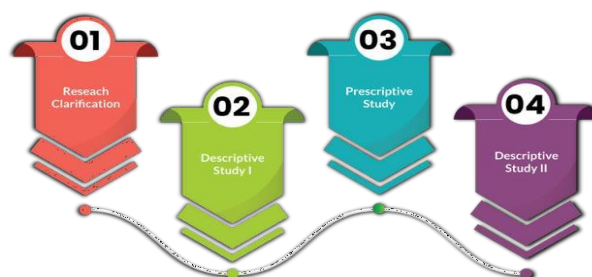 01
Reseach
Clarification
02
Descriptive
Study I
03
Prescriptive
Study
04
Descriptive
Study II